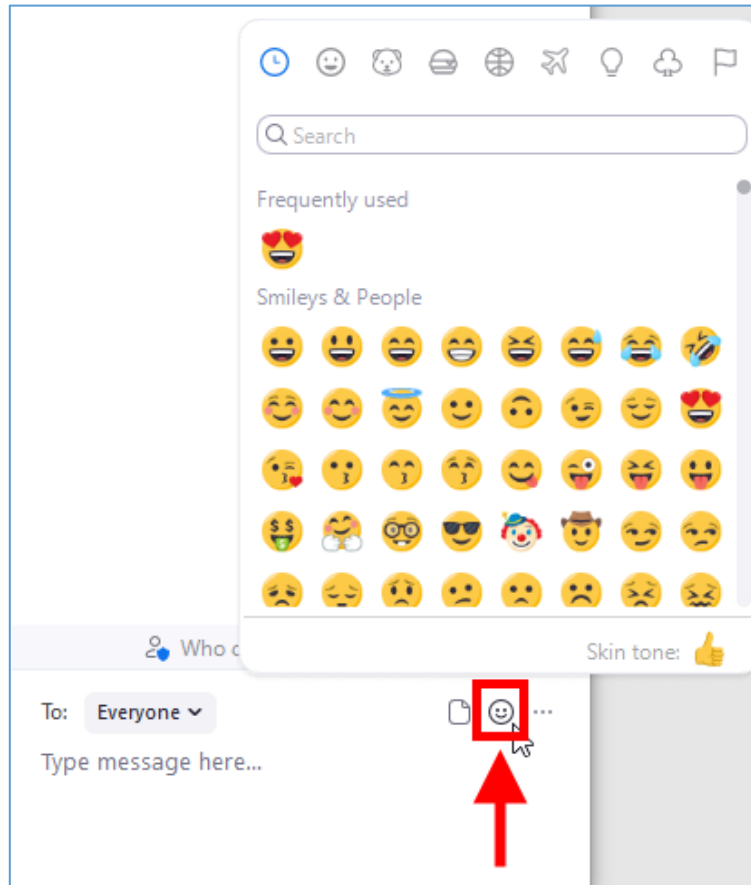 Search
Frequently used
Smileys & People
Who c
Skin tone:
To: Everyone
Type message here...